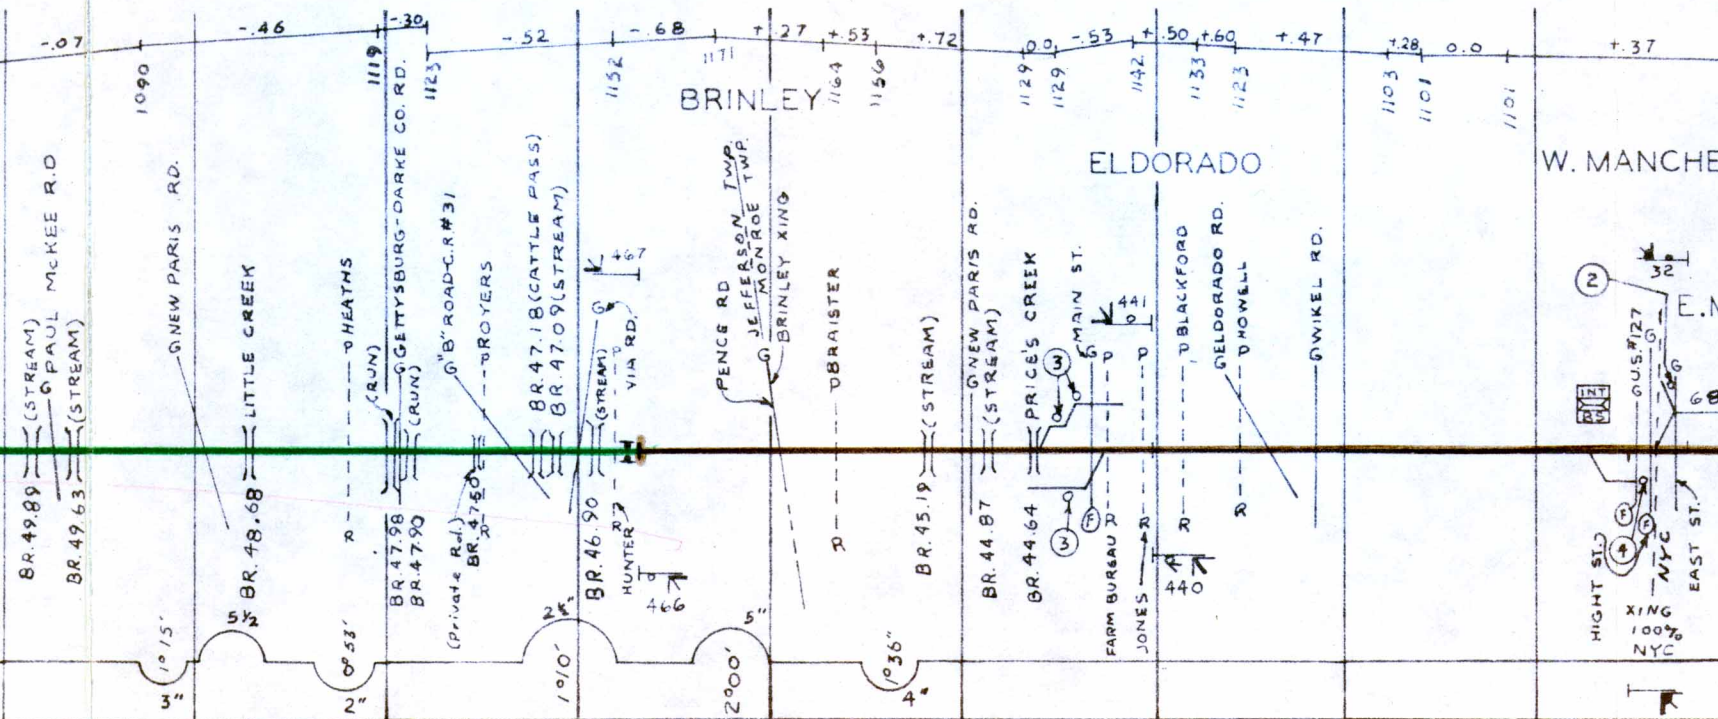 -.07
-.46
-.30
-.52
-.68
+.27
+.53
+.72
0.0
-.53
+.50
+.60
+.47
+.28
0.0
+.37
1090
1119
1123
1152
1171
1164
1156
1129
1129
1142
1133
1123
1103
1101
1101
BRINLEY
ELDORADO
W. MANCHE
E.M
BR. 49.89 (STREAM)
G PAUL MCKEE R.D
BR. 49.63 (STREAM)
G NEW PARIS RD.
BR. 48.68 LITTLE CREEK
P HEATHS
R
BR. 47.98 (RUN)
G GETTYSBURG-DARKE CO. RD.
BR. 47.90 (RUN)
G "B" ROAD-C.R #31
(Private Rd.)
BR. 47.50
P ROYERS
R
BR. 47.18 (CATTLE PASS)
BR. 47.09 (STREAM)
467
G
VIA RD.
BR. 46.90 (STREAM)
P
R
HUNTER
466
PENCE RD
JEFFERSON TWP.
MONROE TWP.
G BRINLEY XING
P BRAISTER
R
BR. 45.19 (STREAM)
G NEW PARIS RD.
BR. 44.87 (STREAM)
BR. 44.64 PRICES CREEK
3
G MAIN ST.
441
P
P
3
F
R
FARM BUREAU
R
JONES
440
P BLACKFORD
R
G ELDORADO RD.
P HOWELL
R
G WIKEL RD.
32
2
INT
RS
G U.S. #127
G
G
68
HIGHT ST.
4
F
F
NYC
EAST ST.
XING
100%
NYC
1°15'
3"
5½
0°53'
2"
1°10'
2°00'
5"
1°36"
4"